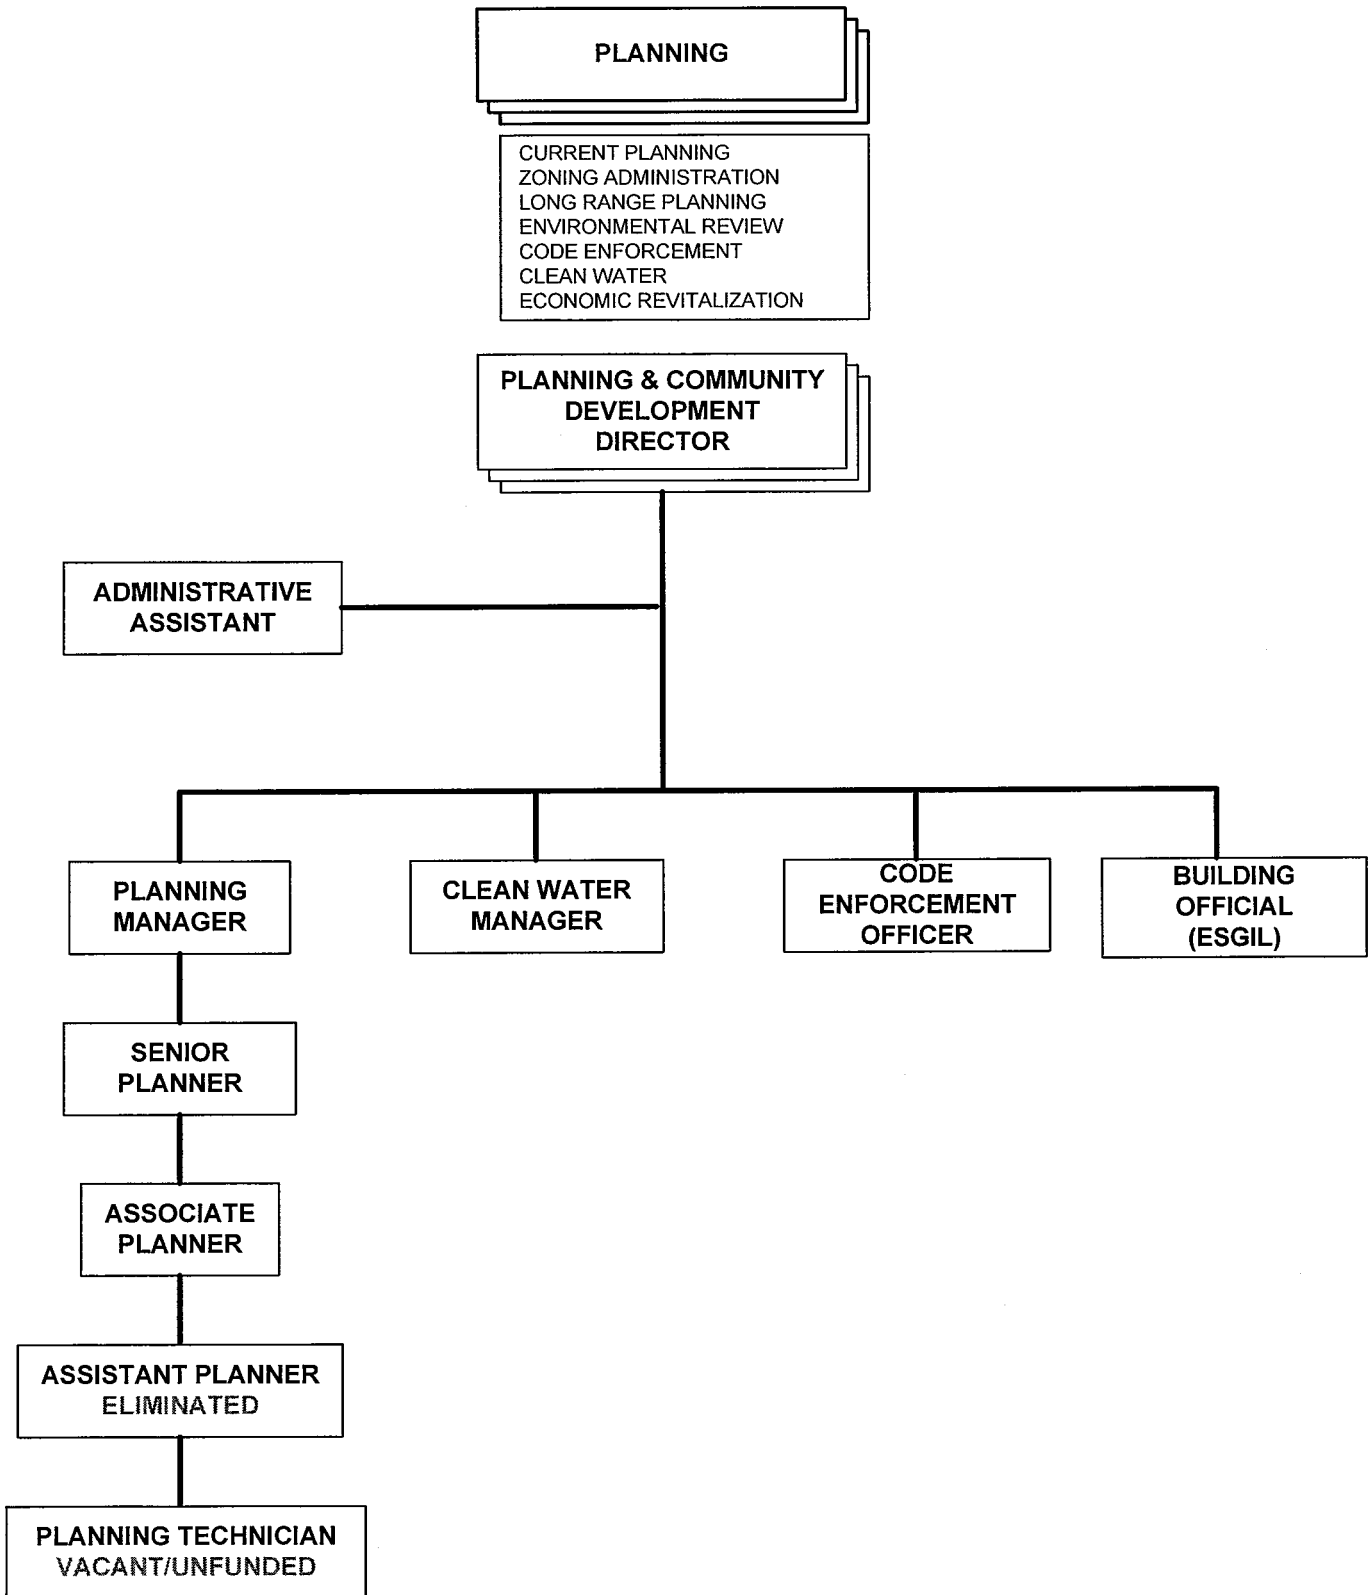 PLANNING
CURRENT PLANNING
ZONING ADMINISTRATION
LONG RANGE PLANNING
ENVIRONMENTAL REVIEW
CODE ENFORCEMENT
CLEAN WATER
ECONOMIC REVITALIZATION
PLANNING & COMMUNITY
DEVELOPMENT
DIRECTOR
ADMINISTRATIVE
ASSISTANT
PLANNING
MANAGER
CLEAN WATER
MANAGER
CODE
ENFORCEMENT
OFFICER
BUILDING
OFFICIAL
(ESGIL)
SENIOR
PLANNER
ASSOCIATE
PLANNER
ASSISTANT PLANNER
ELIMINATED
PLANNING TECHNICIAN
VACANT/UNFUNDED